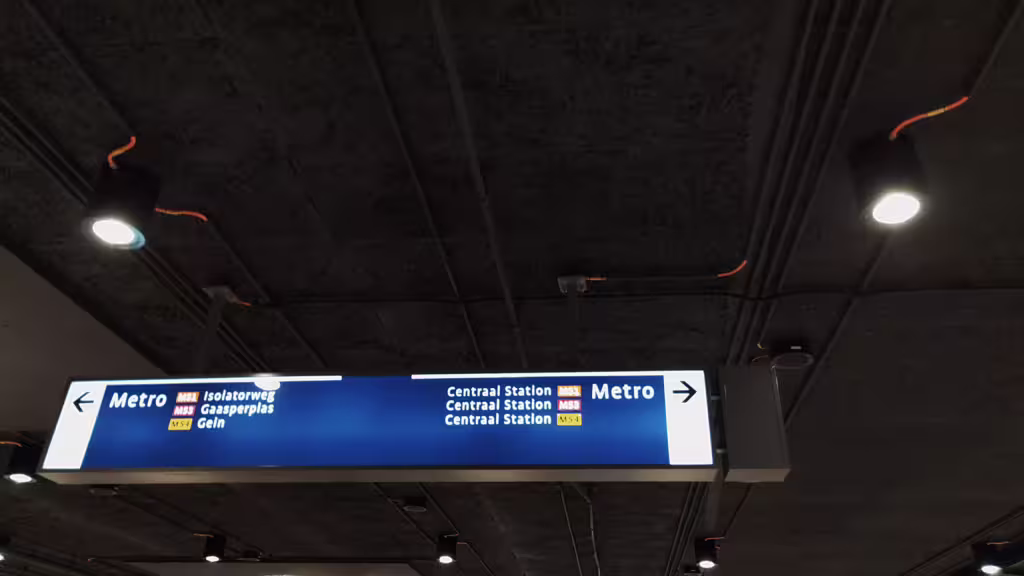 ← Metro M51 Isolatorweg
M53 Gaasperplas
M54 Gein
Centraal Station M51 Metro →
Centraal Station M53
Centraal Station M54